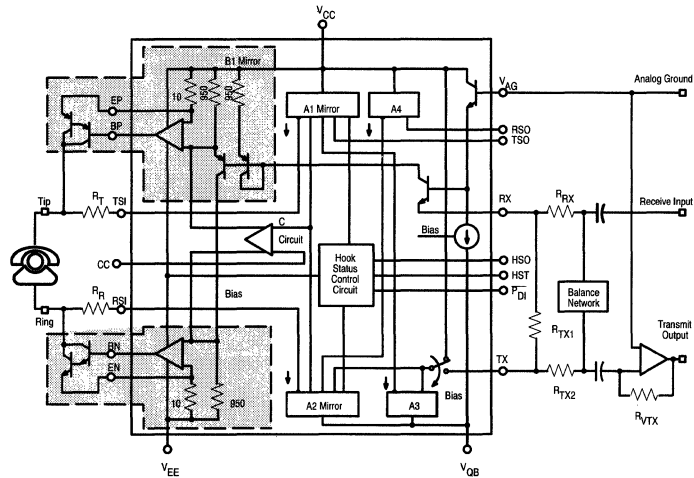 VCC
B1 Mirror
10
950
950
EP
BP
A1 Mirror
A4
VAG
Analog Ground
RSO
TSO
Tip
RT
TSI
RX
RRX
Receive Input
C
Circuit
Bias
CC
Hook
Status
Control
Circuit
HSO
HST
PDI
Balance
Network
Bias
Ring
RR
RSI
RTX1
Transmit
Output
BN
EN
TX
RTX2
10
950
A2 Mirror
A3
Bias
RVTX
VEE
VQB